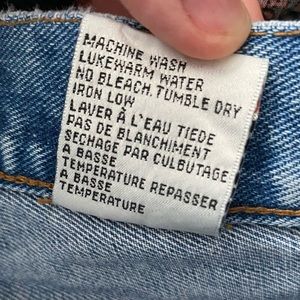 MACHINE WASH
LUKEWARM WATER
NO BLEACH, TUMBLE DRY
IRON LOW
LAVER À L'EAU TIEDE
PAS DE BLANCHIMENT
SECHAGE PAR CULBUTAGE
A BASSE
TEMPERATURE REPASSER
A BASSE
TEMPERATURE